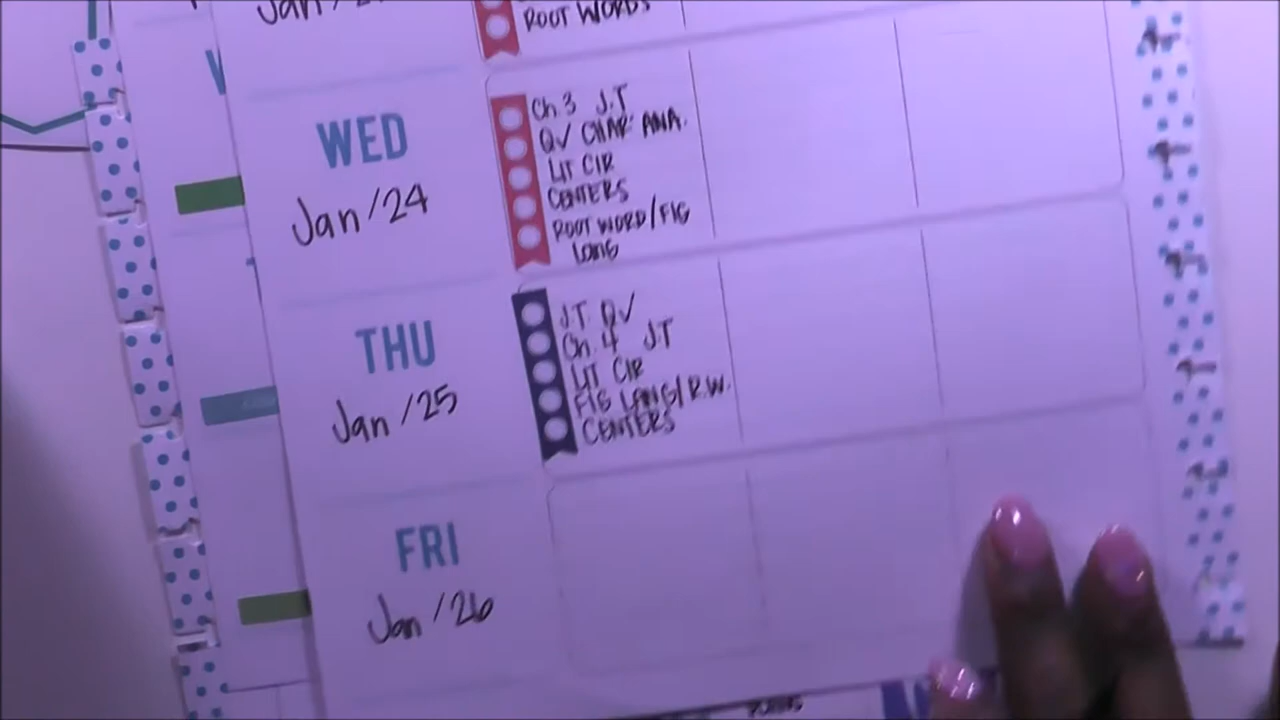 ROOT WORDS
WED
Jan/24
Ch.3 J.T
QV CHAR ANA.
LIT CIR
CENTERS
ROOT WORD/FIG
LANG
THU
Jan/25
J.T. QV
Ch. 4 J.T
LIT CIR
FIG LANG/R.W.
CENTERS
FRI
Jan/26